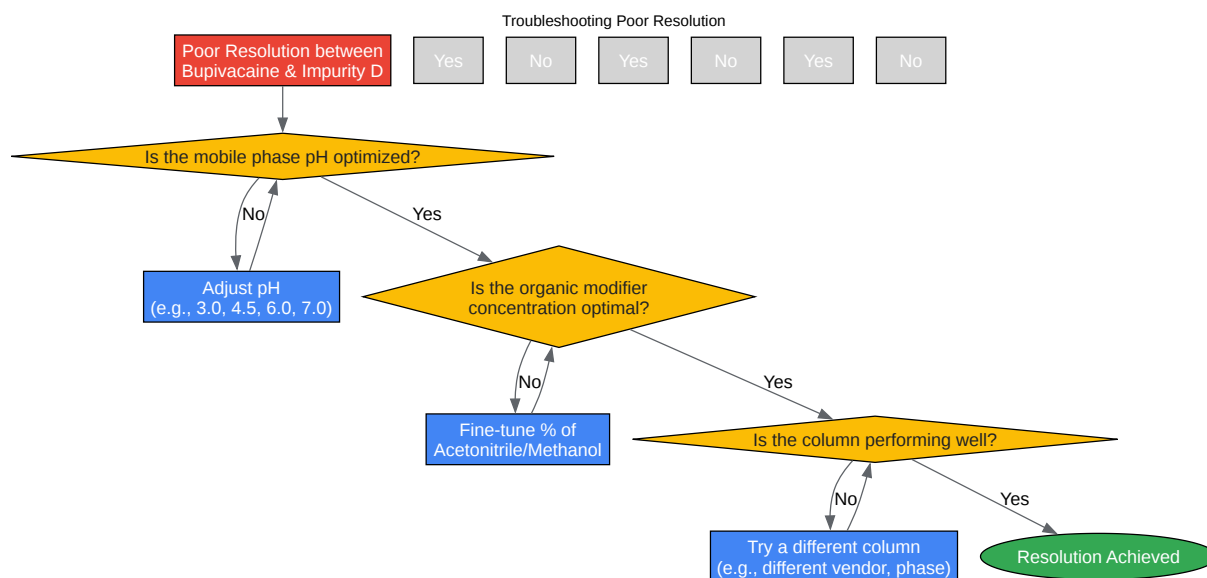 Troubleshooting Poor Resolution
Poor Resolution between
Bupivacaine & Impurity D
Yes
No
Yes
No
Yes
No
Is the mobile phase pH optimized?
No
Yes
Adjust pH
(e.g., 3.0, 4.5, 6.0, 7.0)
Is the organic modifier
concentration optimal?
No
Yes
Fine-tune % of
Acetonitrile/Methanol
Is the column performing well?
No
Yes
Try a different column
(e.g., different vendor, phase)
Resolution Achieved